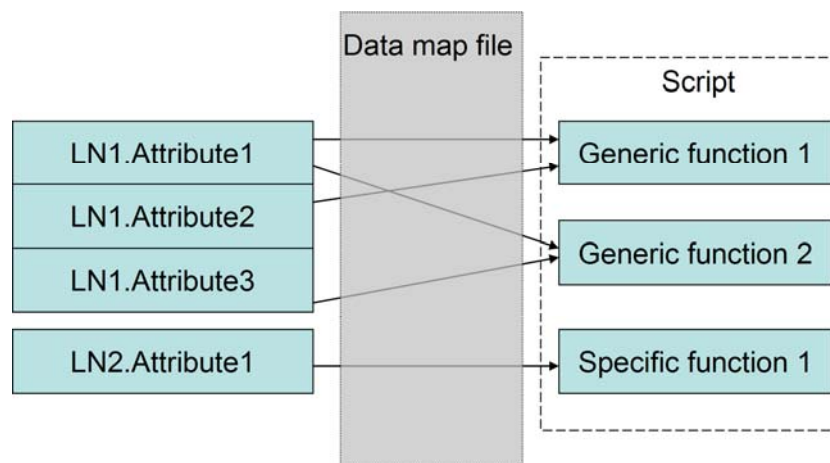 Data map file
Script
LN1.Attribute1
Generic function 1
LN1.Attribute2
Generic function 2
LN1.Attribute3
LN2.Attribute1
Specific function 1